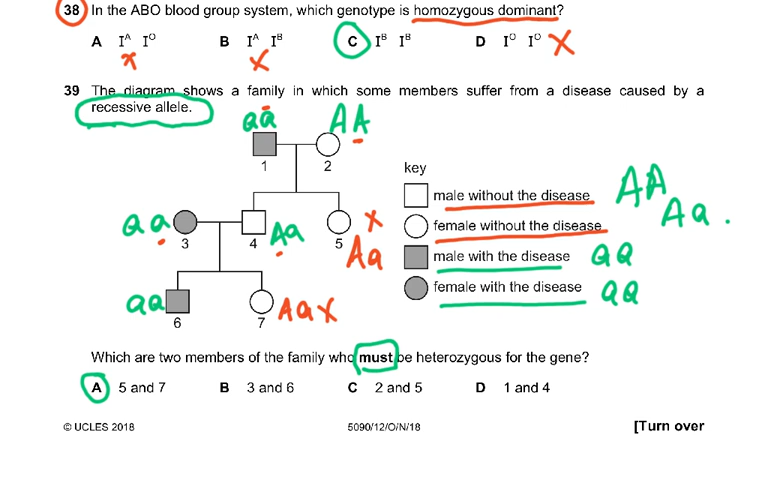 38 In the ABO blood group system, which genotype is homozygous dominant?
A Iᴬ Iᴼ B Iᴬ Iᴮ C Iᴮ Iᴮ D Iᴼ Iᴼ X
X X
39 The diagram shows a family in which some members suffer from a disease caused by a
recessive allele.
aa AA
1 2
key
male without the disease AA
Aa.
female without the disease
aa 3 4 Aa 5 X
Aa
male with the disease aa
female with the disease aa
aa 6 7 Aa X
Which are two members of the family who must be heterozygous for the gene?
A 5 and 7 B 3 and 6 C 2 and 5 D 1 and 4
© UCLES 2018 5090/12/O/N/18 [Turn over